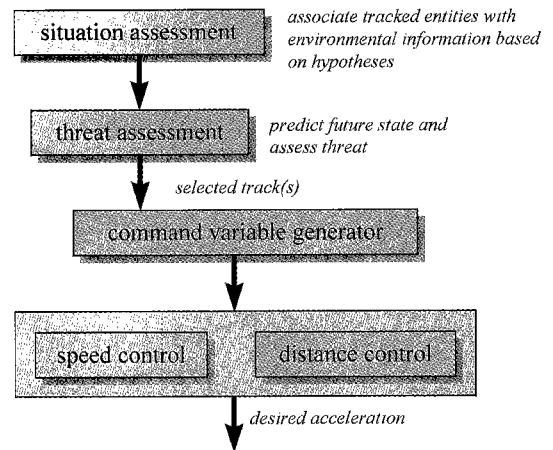 situation assessment
associate tracked entities with
environmental information based
on hypotheses
threat assessment
predict future state and
assess threat
selected track(s)
command variable generator
speed control
distance control
desired acceleration